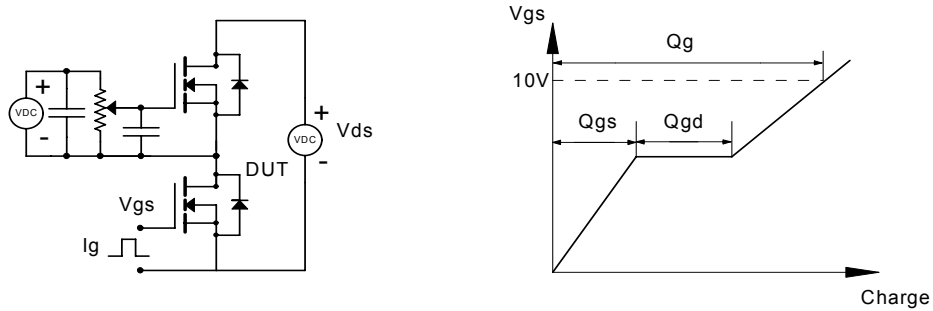 +
VDC
-
+
VDC
-
Vds
DUT
Vgs
Ig
Vgs
Qg
10V
Qgs
Qgd
Charge